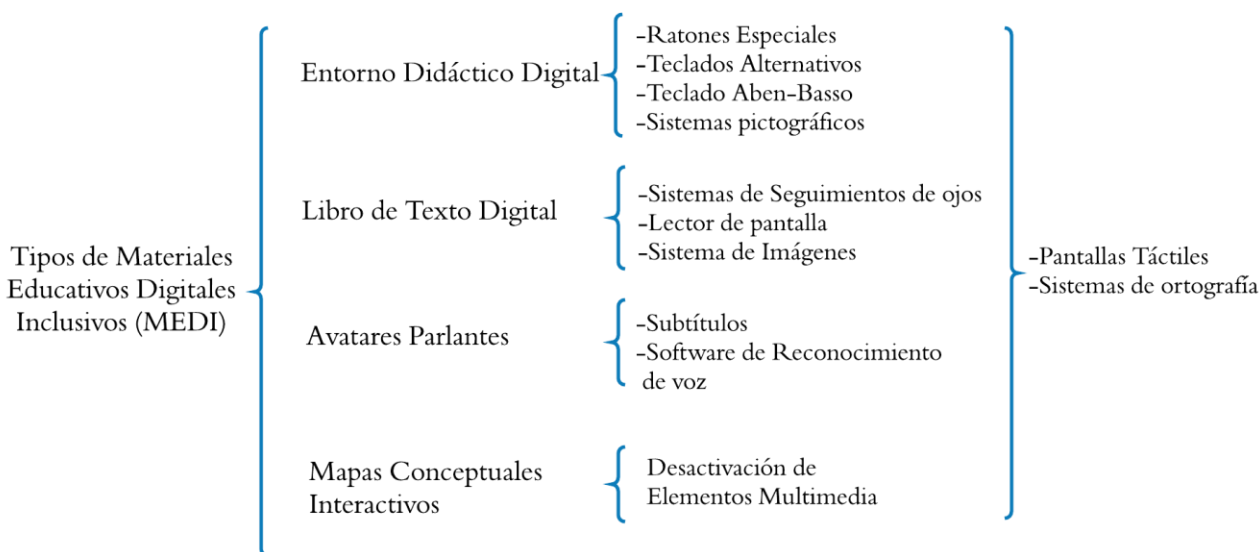 Tipos de Materiales
Educativos Digitales
Inclusivos (MEDI)
Entorno Didáctico Digital
-Ratones Especiales
-Teclados Alternativos
-Teclado Aben-Basso
-Sistemas pictográficos
Libro de Texto Digital
-Sistemas de Seguimientos de ojos
-Lector de pantalla
-Sistema de Imágenes
Avatares Parlantes
-Subtítulos
-Software de Reconocimiento
de voz
Mapas Conceptuales
Interactivos
Desactivación de
Elementos Multimedia
-Pantallas Táctiles
-Sistemas de ortografía